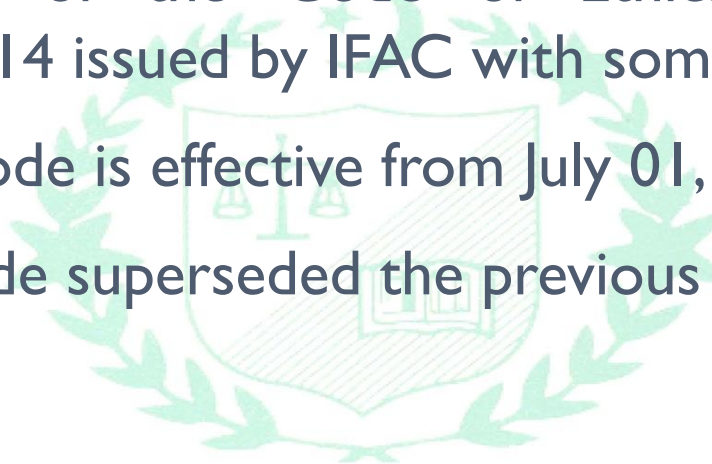 14 issued by IFAC with som
ode is effective from July 01,
de superseded the previous